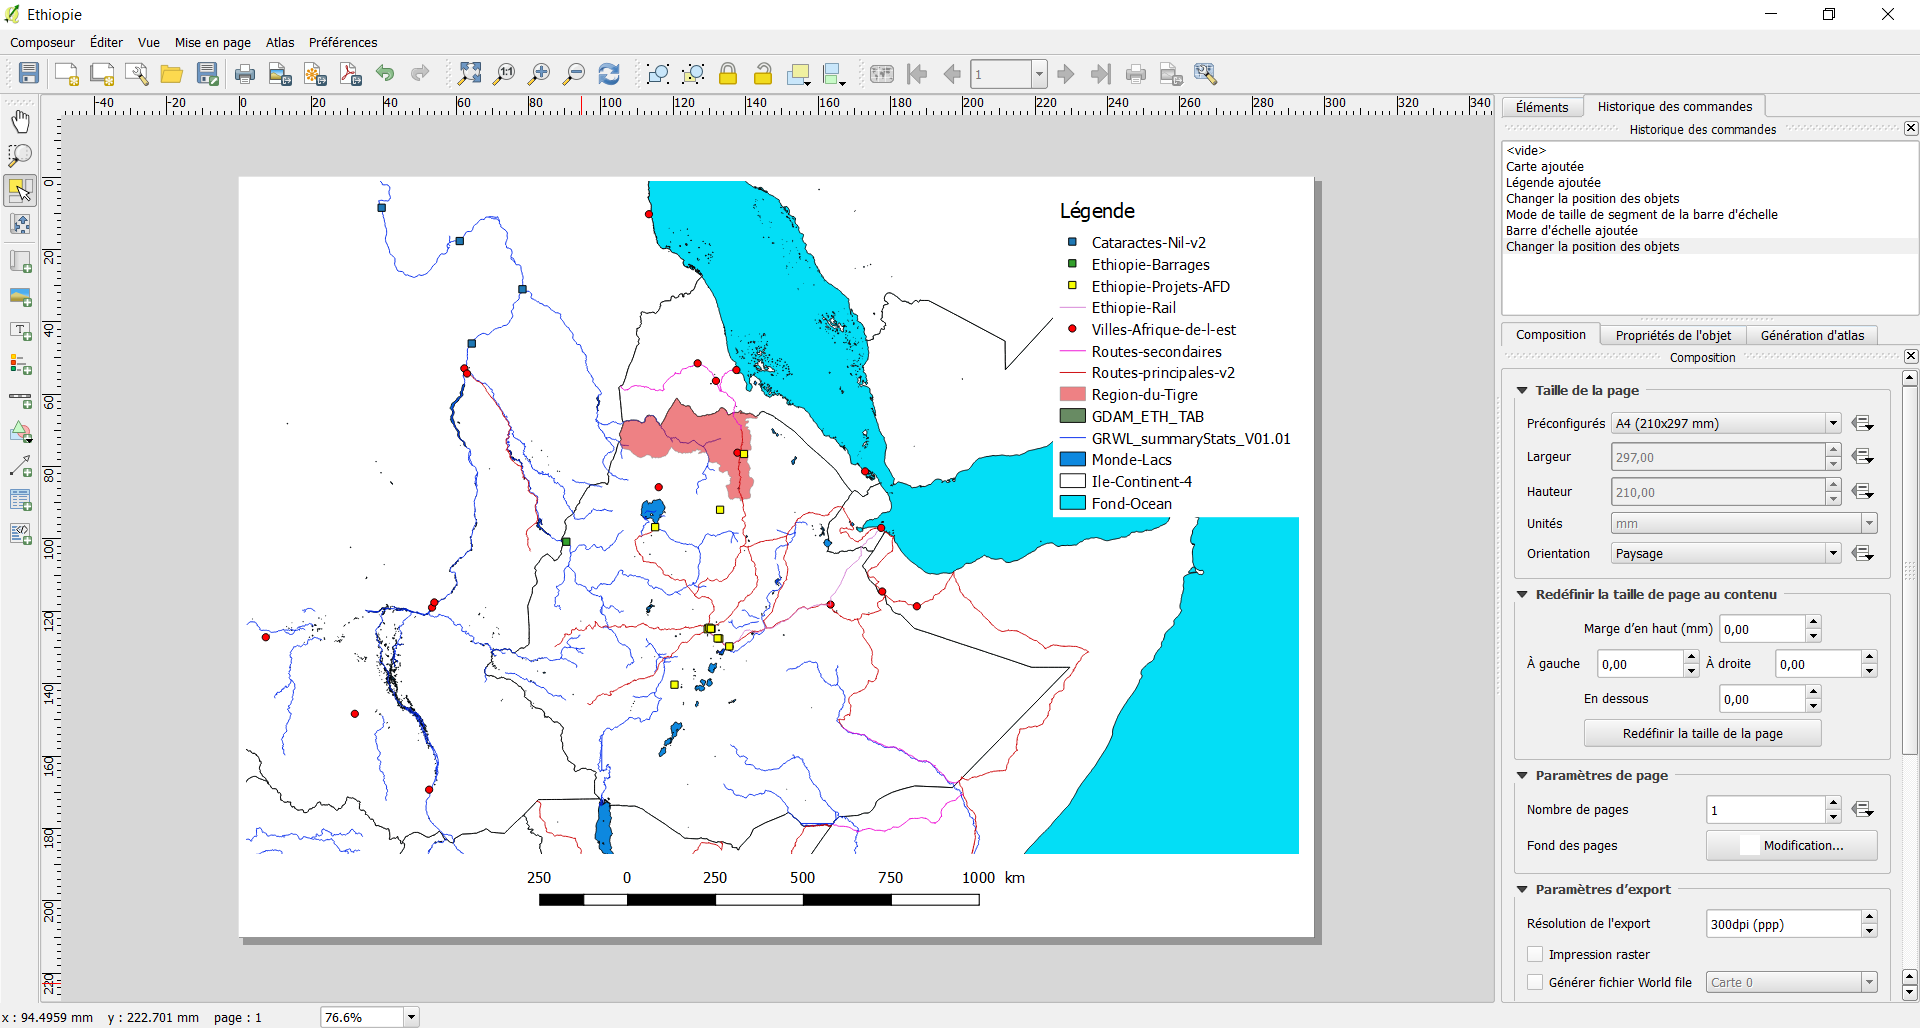 Ethiopie
Composeur Éditer Vue Mise en page Atlas Préférences
1:1
1
-40 -20 0 20 40 60 80 100 120 140 160 180 200 220 240 260 280 300 320 340
0
20
40
60
80
100
120
140
160
180
200
220
Légende
Cataractes-Nil-v2
Ethiopie-Barrages
Ethiopie-Projets-AFD
Ethiopie-Rail
Villes-Afrique-de-l-est
Routes-secondaires
Routes-principales-v2
Region-du-Tigre
GDAM_ETH_TAB
GRWL_summaryStats_V01.01
Monde-Lacs
Ile-Continent-4
Fond-Ocean
250 0 250 500 750 1000 km
Éléments Historique des commandes
Historique des commandes
<vide>
Carte ajoutée
Légende ajoutée
Changer la position des objets
Mode de taille de segment de la barre d'échelle
Barre d'échelle ajoutée
Changer la position des objets
Composition Propriétés de l'objet Génération d'atlas
Composition
Taille de la page
Préconfigurés A4 (210x297 mm)
Largeur 297,00
Hauteur 210,00
Unités mm
Orientation Paysage
Redéfinir la taille de page au contenu
Marge d’en haut (mm) 0,00
À gauche 0,00 À droite 0,00
En dessous 0,00
Redéfinir la taille de la page
Paramètres de page
Nombre de pages 1
Fond des pages Modification...
Paramètres d’export
Résolution de l'export 300dpi (ppp)
Impression raster
Générer fichier World file Carte 0
x : 94.4959 mm y : 222.701 mm page : 1 76.6%